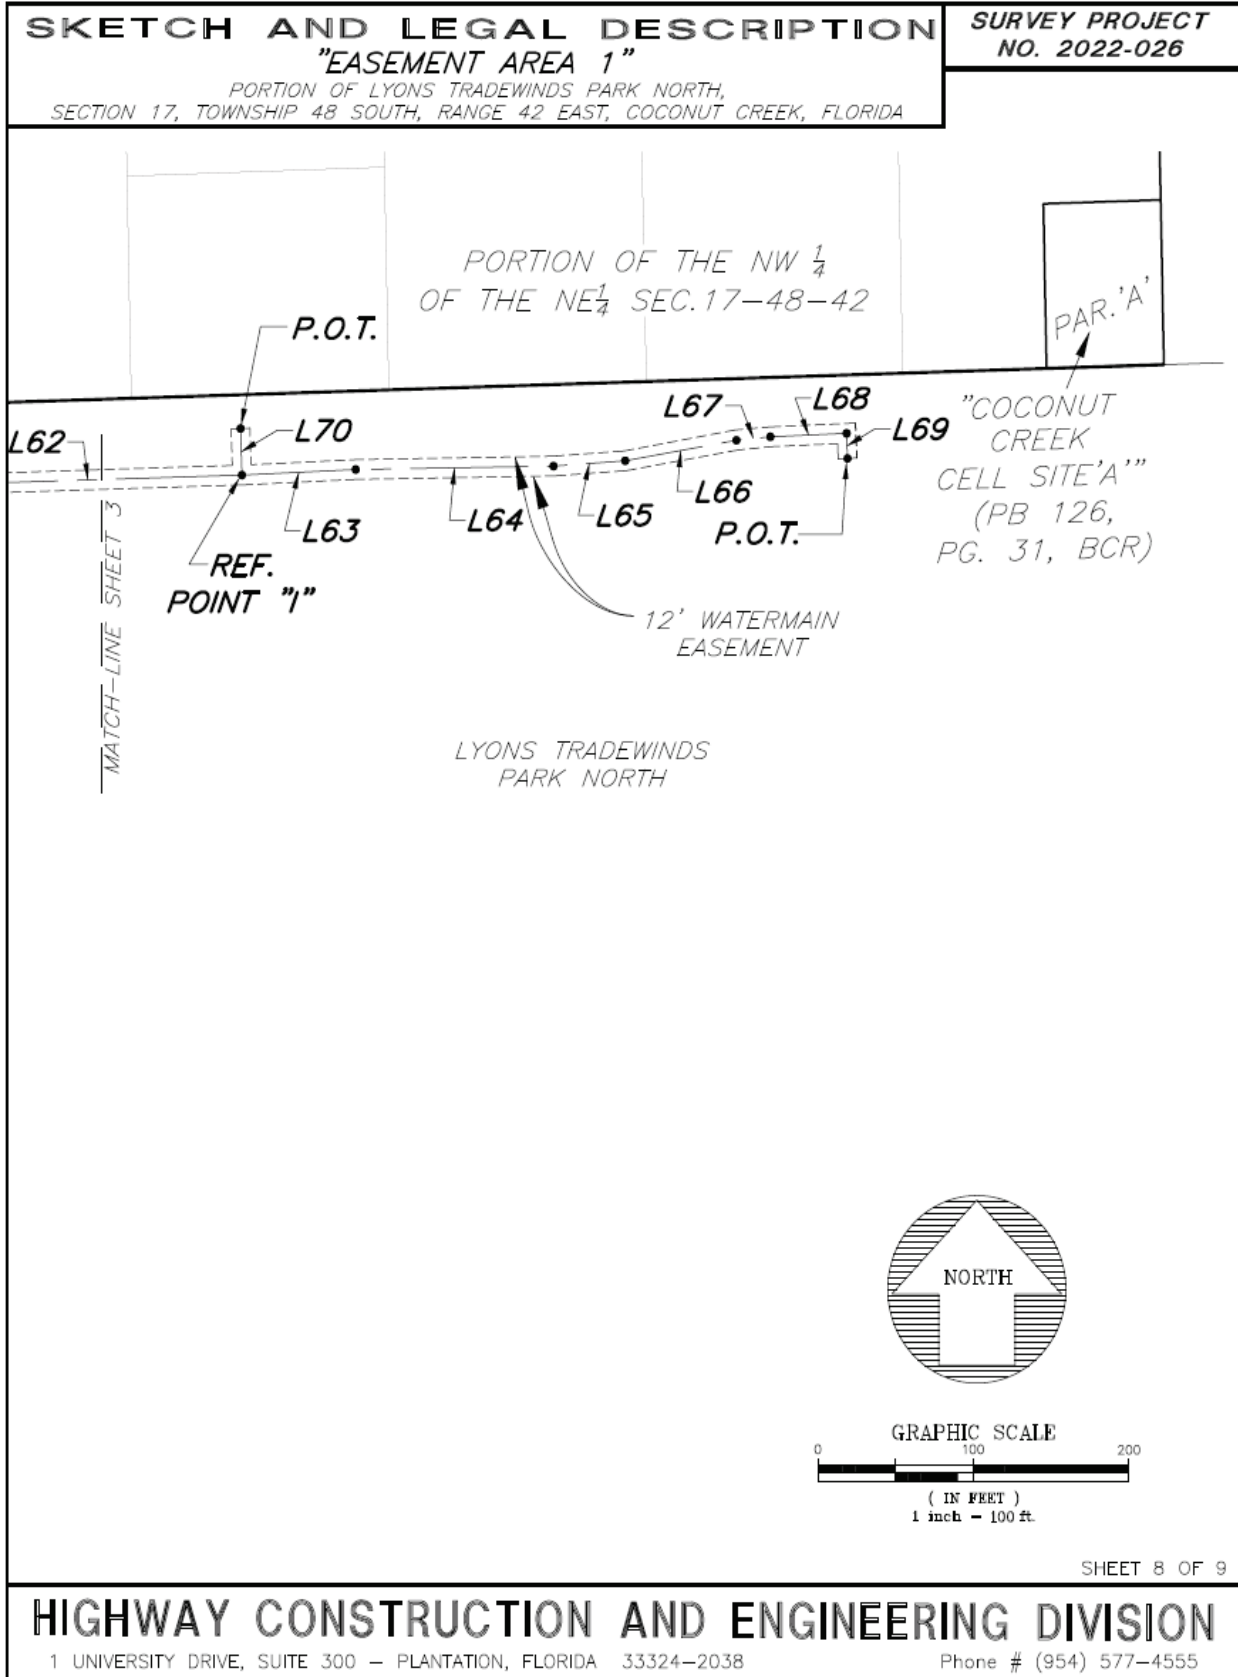 SKETCH AND LEGAL DESCRIPTION
"EASEMENT AREA 1"
PORTION OF LYONS TRADEWINDS PARK NORTH,
SECTION 17, TOWNSHIP 48 SOUTH, RANGE 42 EAST, COCONUT CREEK, FLORIDA
SURVEY PROJECT
NO. 2022-026
PORTION OF THE NW 1/4
OF THE NE1/4 SEC.17-48-42
PAR.'A'
P.O.T.
L62
L70
L67
L68
L69
"COCONUT
CREEK
CELL SITE'A'"
(PB 126,
PG. 31, BCR)
L63
L64
L65
L66
P.O.T.
REF.
POINT "I"
12' WATERMAIN
EASEMENT
MATCH-LINE SHEET 3
LYONS TRADEWINDS
PARK NORTH
NORTH
GRAPHIC SCALE
0 100 200
( IN FEET )
1 inch = 100 ft.
SHEET 8 OF 9
HIGHWAY CONSTRUCTION AND ENGINEERING DIVISION
1 UNIVERSITY DRIVE, SUITE 300 – PLANTATION, FLORIDA 33324-2038
Phone # (954) 577-4555